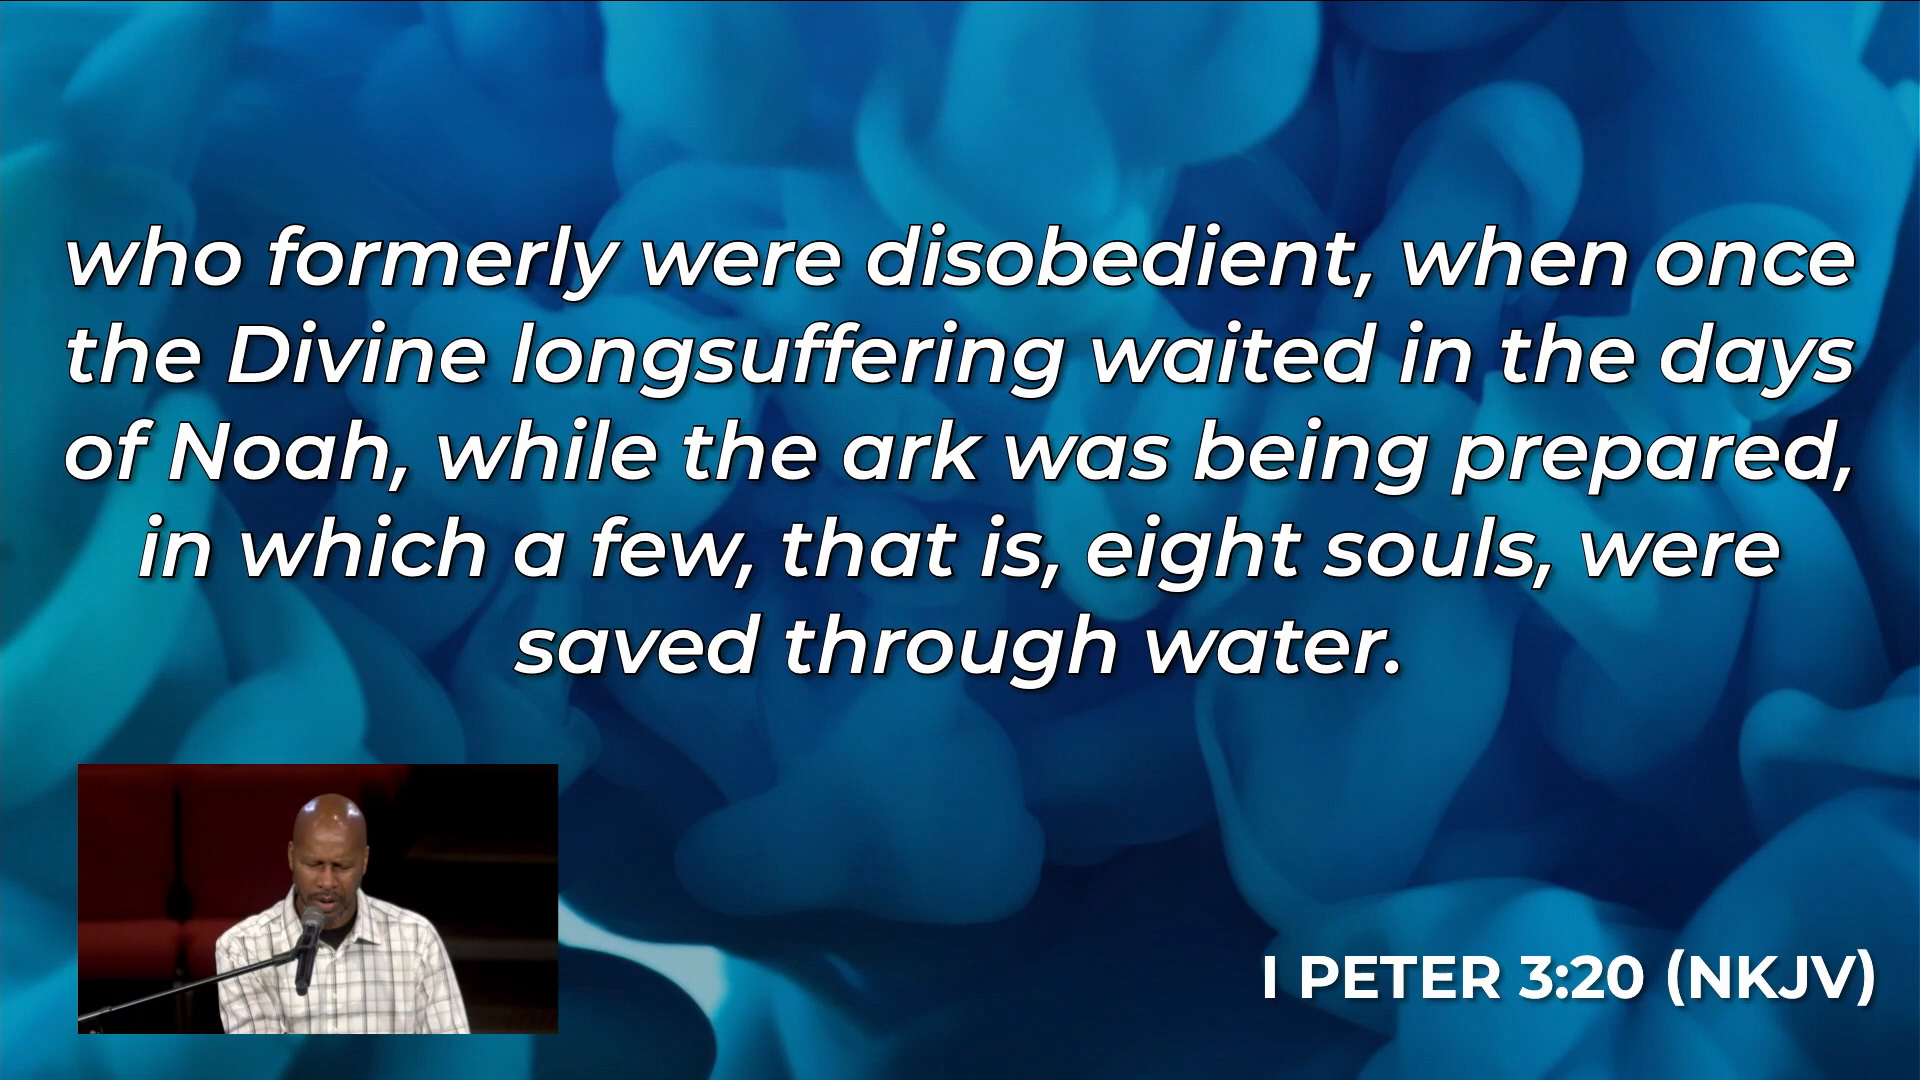 who formerly were disobedient, when once
the Divine longsuffering waited in the days
of Noah, while the ark was being prepared,
in which a few, that is, eight souls, were
saved through water.
I PETER 3:20 (NKJV)